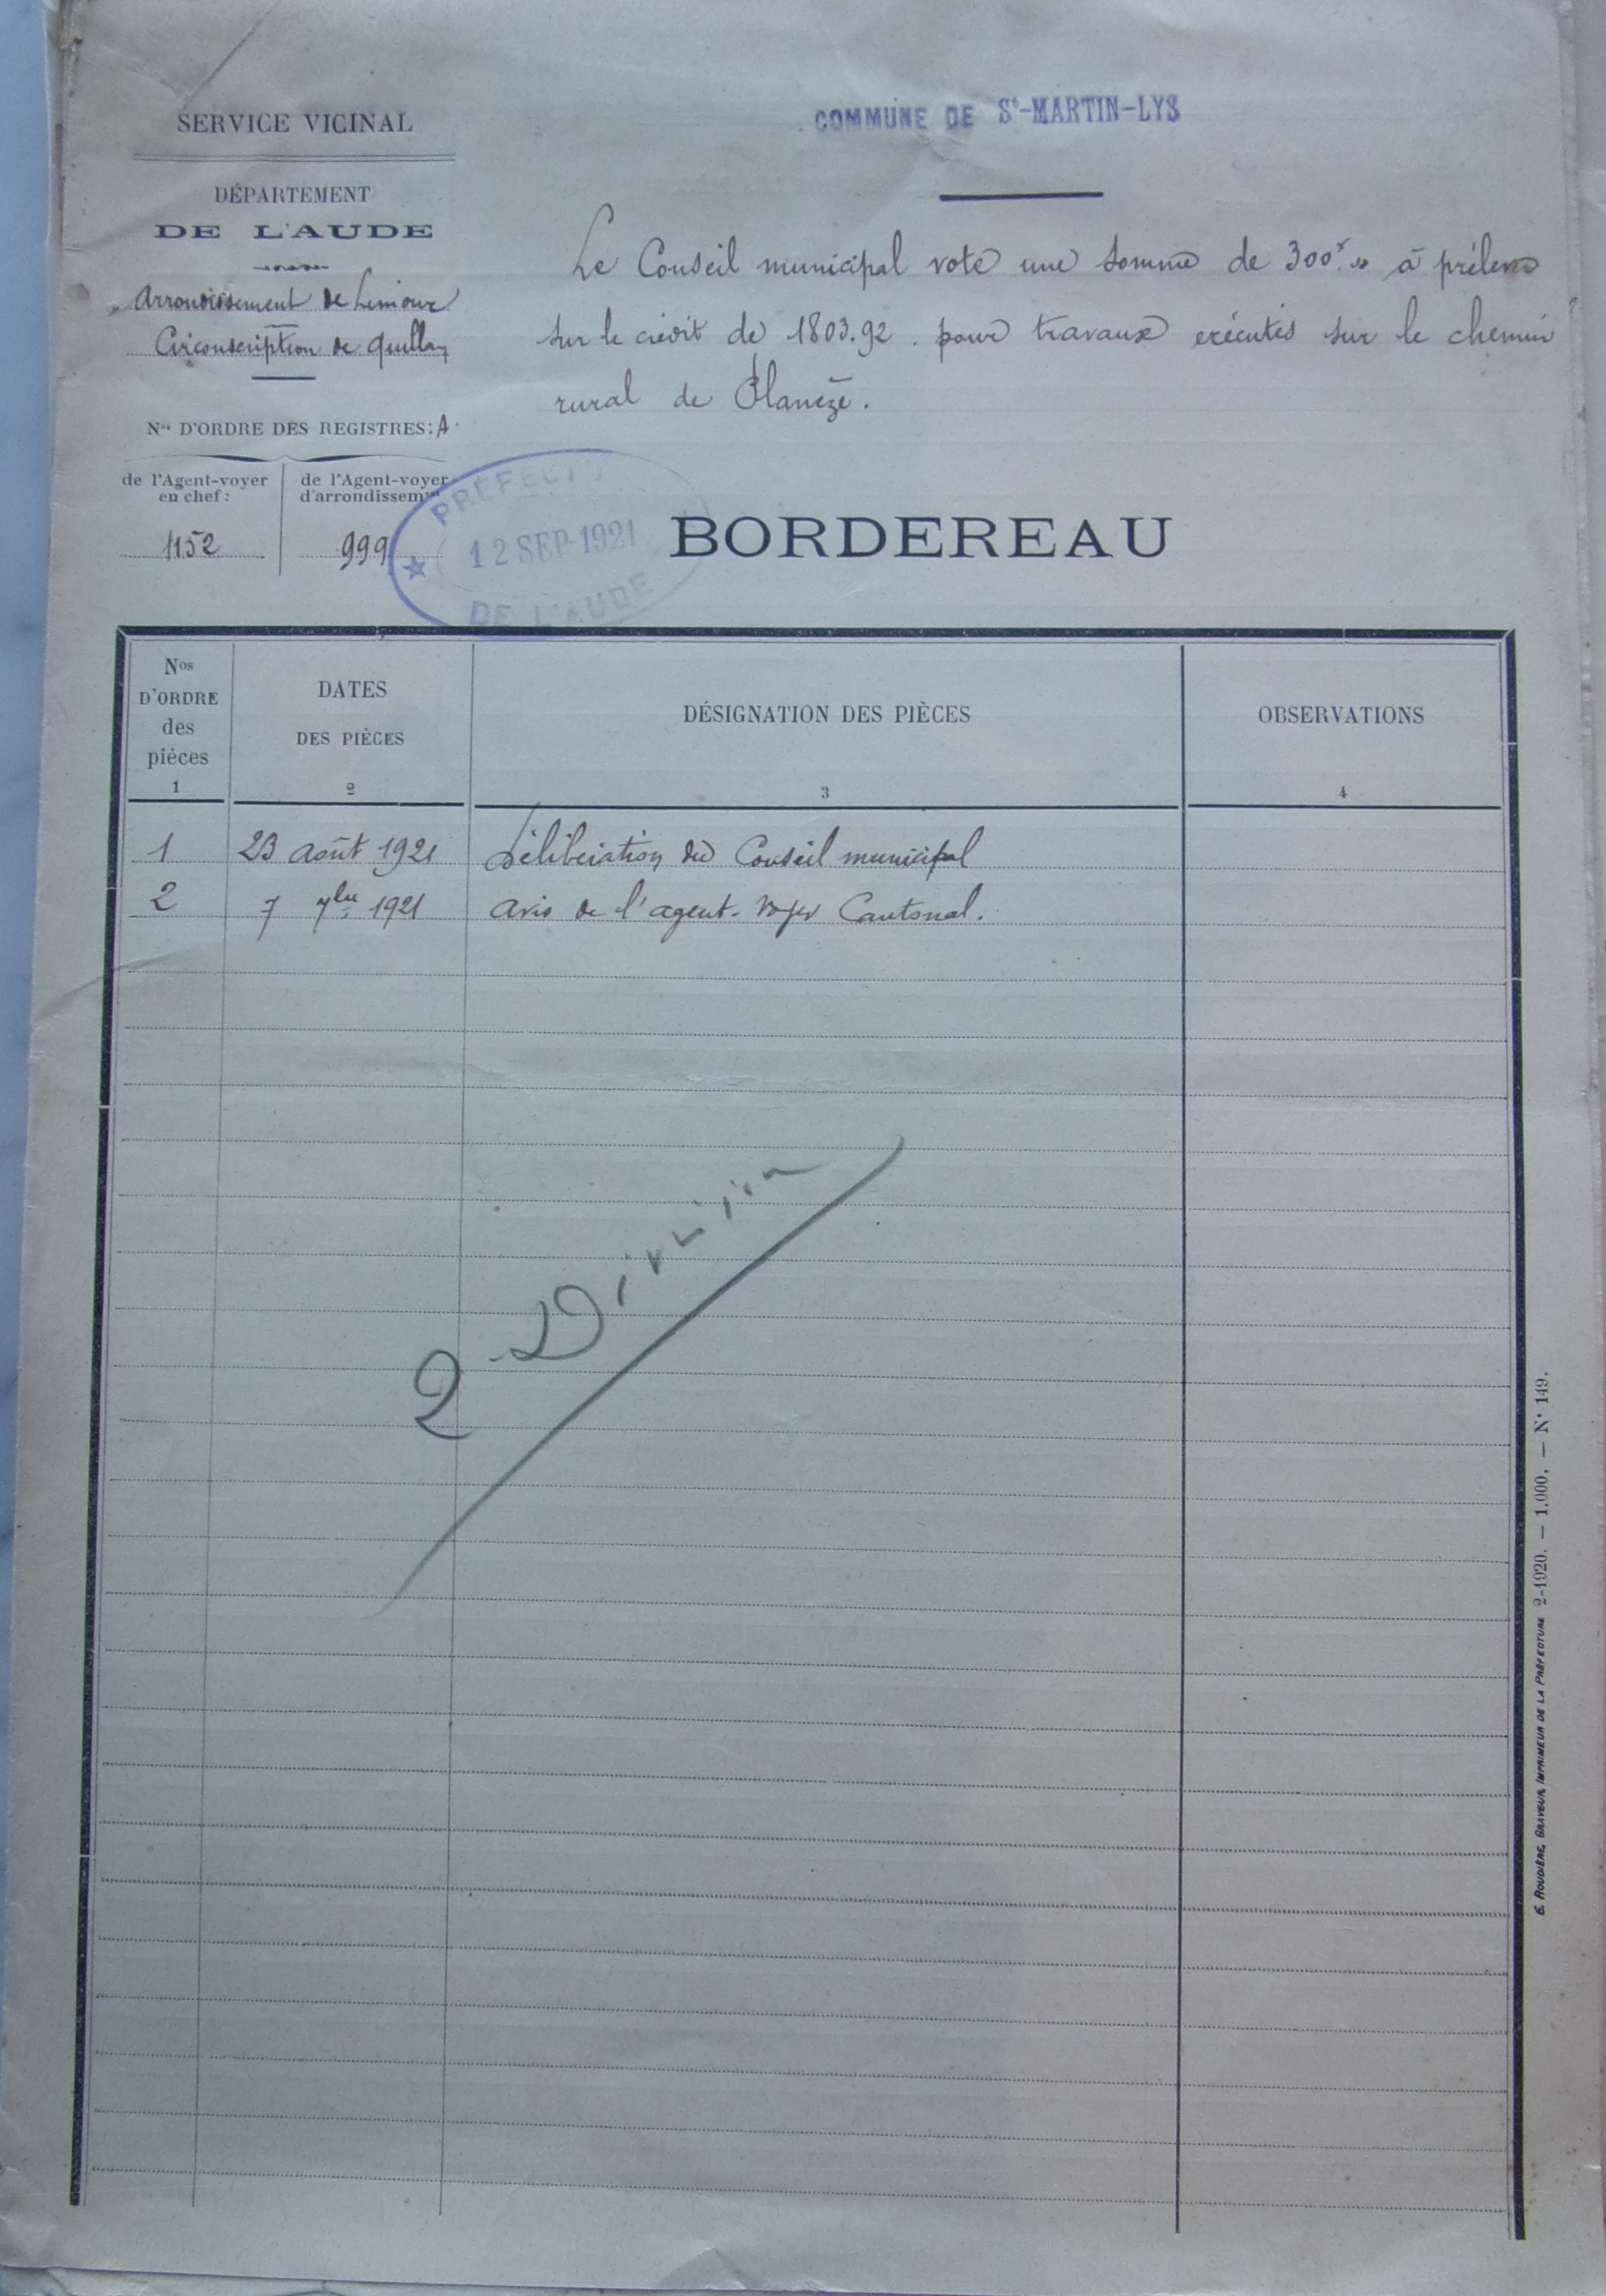 SERVICE VICINAL
DÉPARTEMENT
DE L'AUDE
Arrondissement de Limoux
Circonscription de Quillan
Nos D'ORDRE DES REGISTRES: A.
de l'Agent-voyer
en chef :
de l'Agent-voyer
d'arrondissemt
1152
999
COMMUNE DE St-MARTIN-LYS
Le Conseil municipal vote une somme de 300f. » à prélever
sur le crédit de 1803.92. pour travaux exécutés sur le chemin
rural de Planèze.
PRÉFECT
12 SEP 1921
DE L'AUDE
BORDEREAU
Nos
D'ORDRE
des
pièces
1
DATES
DES PIÈCES
2
DÉSIGNATION DES PIÈCES
3
OBSERVATIONS
4
1 23 août 1921 Délibération du Conseil municipal
2 7 7bre 1921 avis de l'agent-voyer Cantonal.
2 Division
G. ROUDIÈRE, GRAVEUR, IMPRIMEUR DE LA PRÉFECTURE 2-1920. — 1.000. — N° 149.